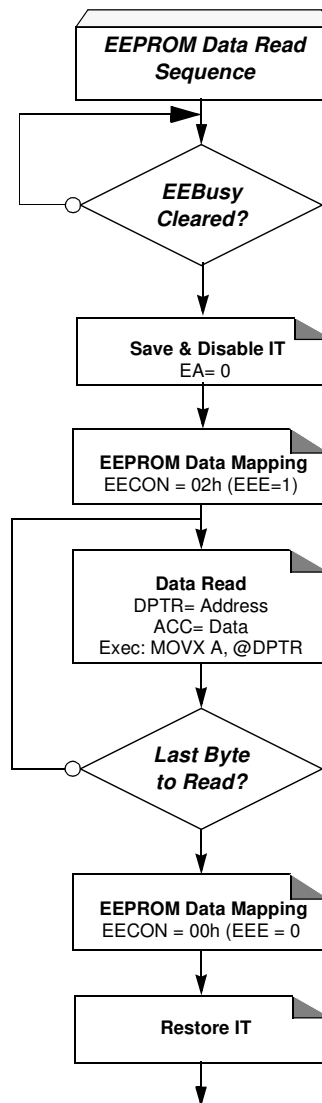 EEPROM Data Read
Sequence
EEBusy
Cleared?
Save & Disable IT
EA= 0
EEPROM Data Mapping
EECON = 02h (EEE=1)
Data Read
DPTR= Address
ACC= Data
Exec: MOVX A, @DPTR
Last Byte
to Read?
EEPROM Data Mapping
EECON = 00h (EEE = 0
Restore IT